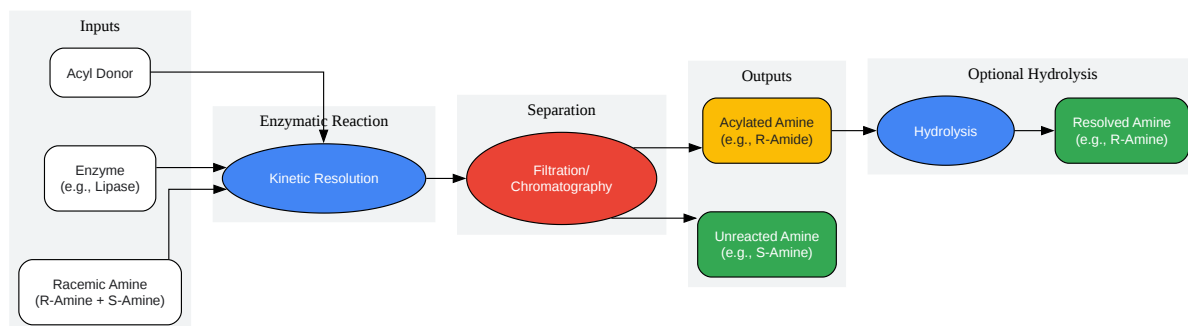 Inputs
Acyl Donor
Enzyme
(e.g., Lipase)
Racemic Amine
(R-Amine + S-Amine)
Enzymatic Reaction
Kinetic Resolution
Separation
Filtration/
Chromatography
Outputs
Acylated Amine
(e.g., R-Amide)
Unreacted Amine
(e.g., S-Amine)
Optional Hydrolysis
Hydrolysis
Resolved Amine
(e.g., R-Amine)